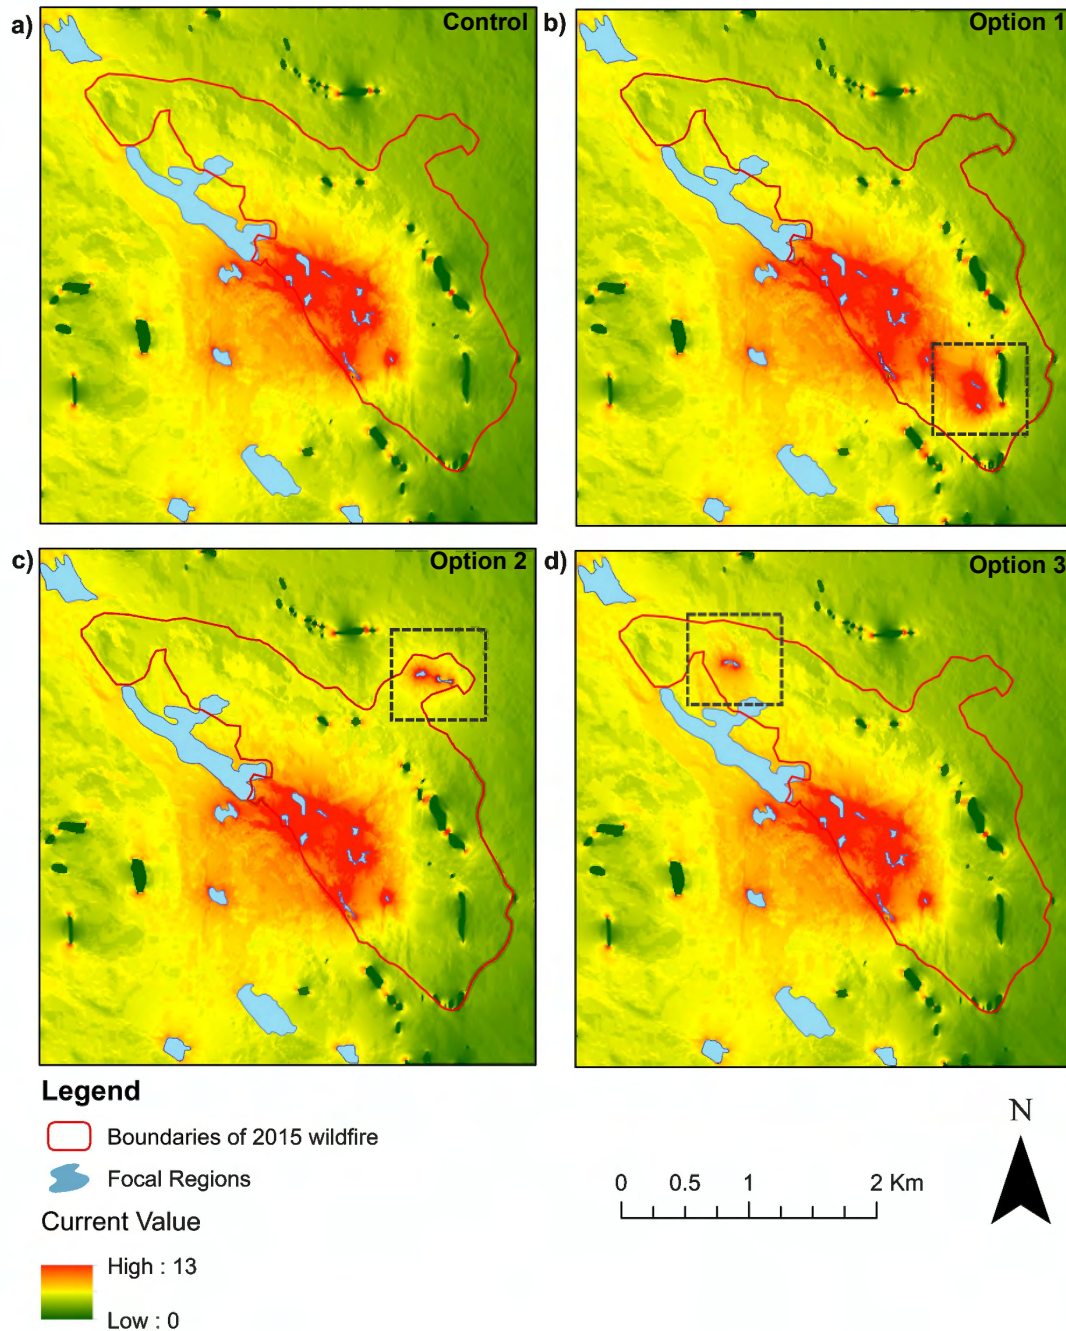 a) Control
b) Option 1
c) Option 2
d) Option 3
Legend
Boundaries of 2015 wildfire
Focal Regions
Current Value
High : 13
Low : 0
0 0.5 1 2 Km
N